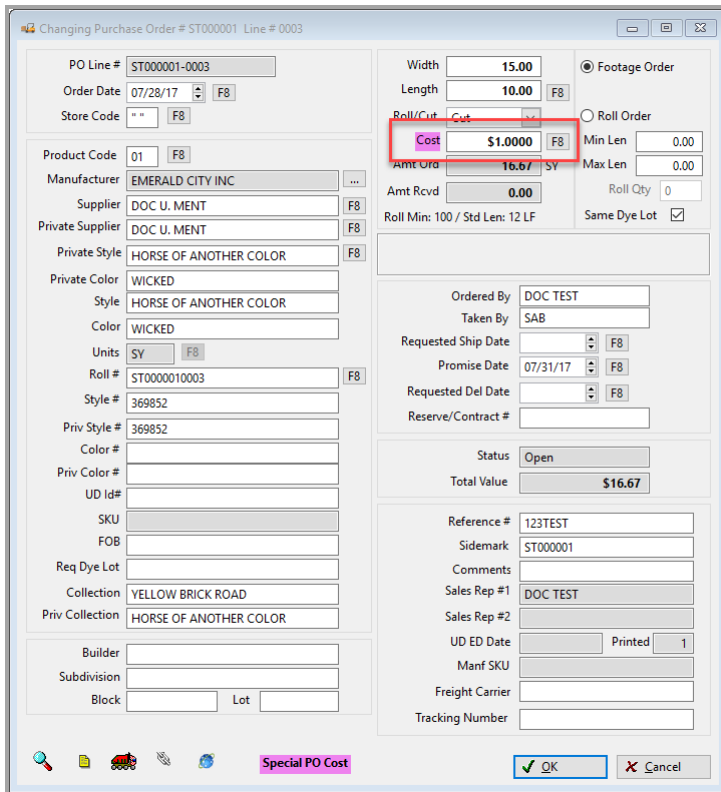 Changing Purchase Order # ST000001 Line # 0003
PO Line # ST000001-0003
Order Date 07/28/17 F8
Store Code " " F8
Product Code 01 F8
Manufacturer EMERALD CITY INC ...
Supplier DOC U. MENT F8
Private Supplier DOC U. MENT F8
Private Style HORSE OF ANOTHER COLOR F8
Private Color WICKED
Style HORSE OF ANOTHER COLOR
Color WICKED
Units SY F8
Roll # ST0000010003 F8
Style # 369852
Priv Style # 369852
Color #
Priv Color #
UD Id#
SKU
FOB
Req Dye Lot
Collection YELLOW BRICK ROAD
Priv Collection HORSE OF ANOTHER COLOR
Builder
Subdivision
Block Lot
Width 15.00
Length 10.00 F8
Roll/Cut Cut
Cost $1.0000 F8
Amt Ord 16.67 SY
Amt Rcvd 0.00
Roll Min: 100 / Std Len: 12 LF
Footage Order
Roll Order
Min Len 0.00
Max Len 0.00
Roll Qty 0
Same Dye Lot
Ordered By DOC TEST
Taken By SAB
Requested Ship Date F8
Promise Date 07/31/17 F8
Requested Del Date F8
Reserve/Contract #
Status Open
Total Value $16.67
Reference # 123TEST
Sidemark ST000001
Comments
Sales Rep #1 DOC TEST
Sales Rep #2
UD ED Date Printed 1
Manf SKU
Freight Carrier
Tracking Number
Special PO Cost
OK Cancel